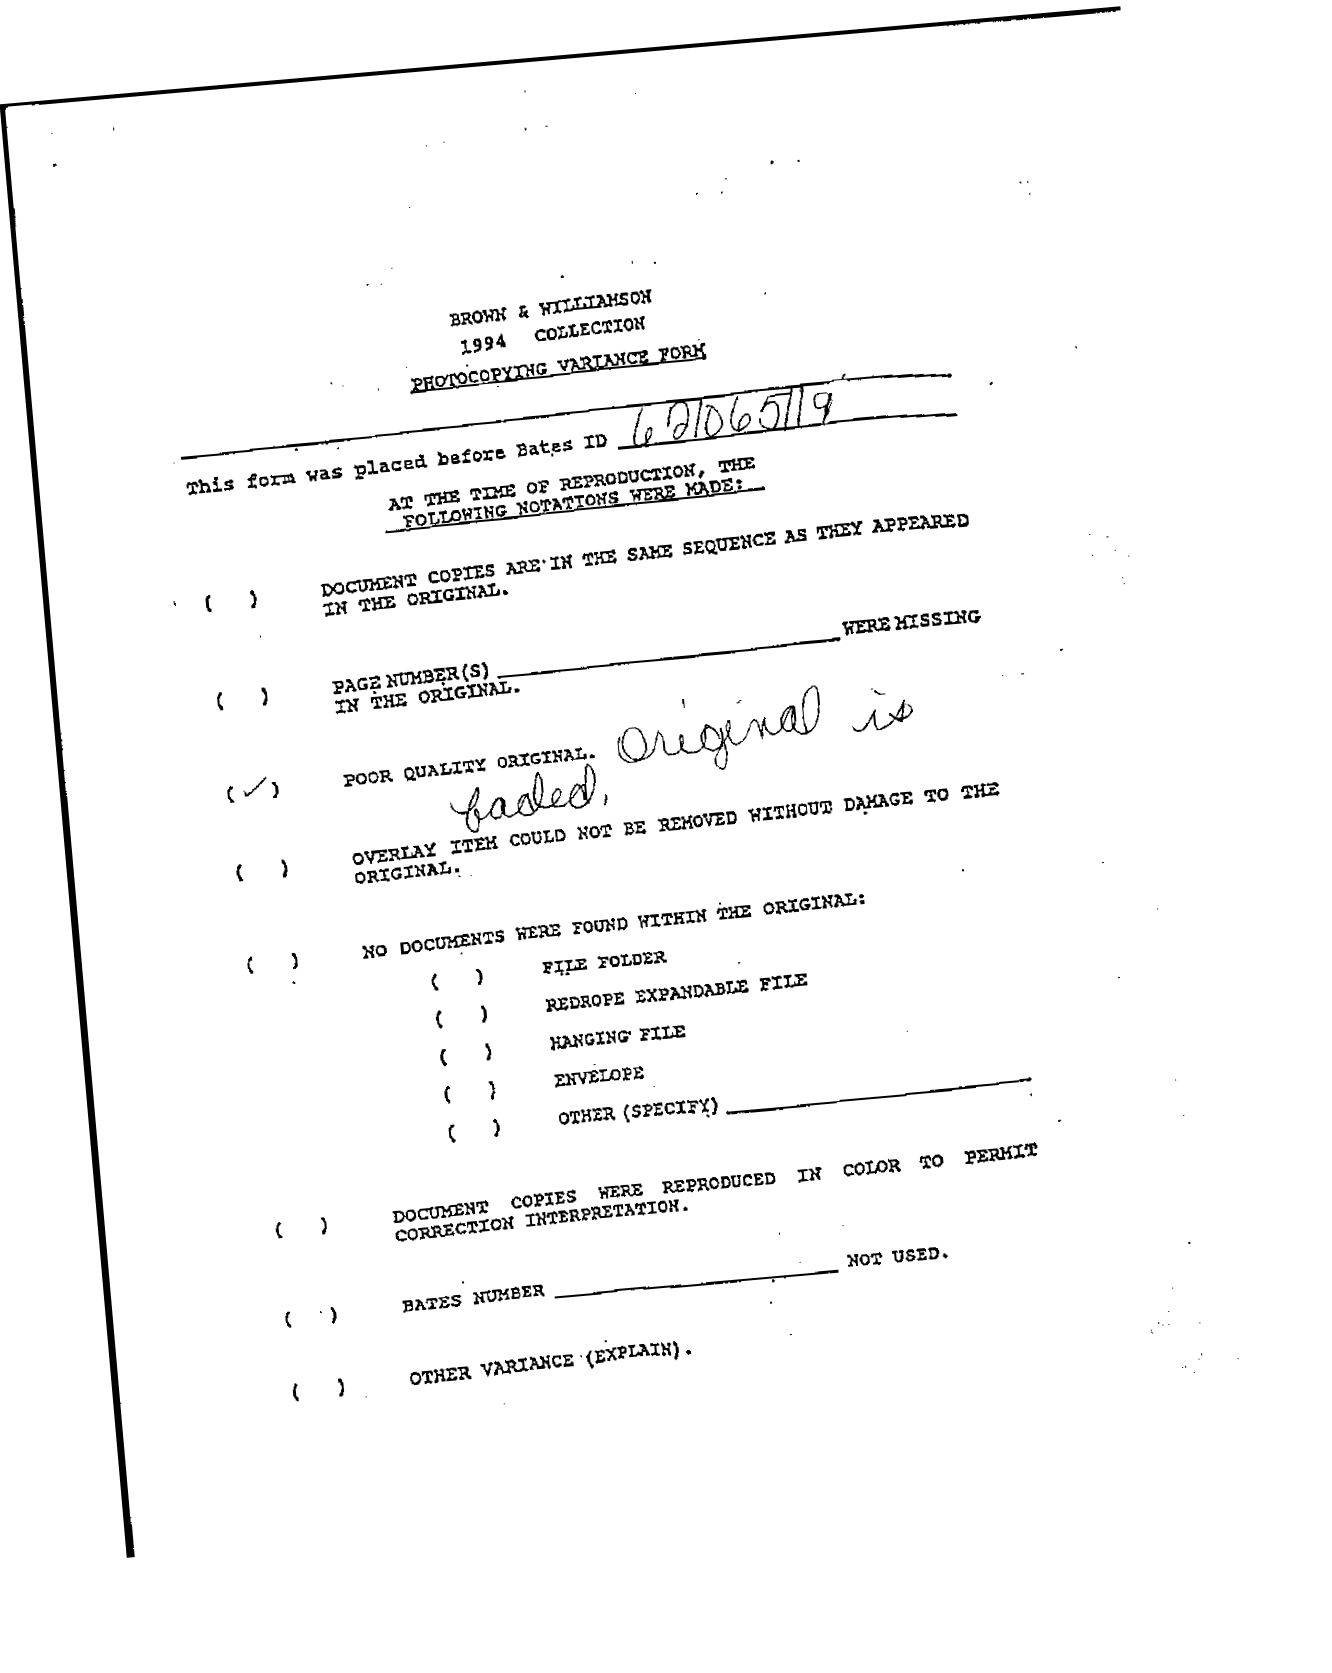 BROWN & WILLIAMSON
1994 COLLECTION
PHOTOCOPYING VARIANCE FORM
This form was placed before Bates ID 621065119
AT THE TIME OF REPRODUCTION, THE
FOLLOWING NOTATIONS WERE MADE:
( ) DOCUMENT COPIES ARE IN THE SAME SEQUENCE AS THEY APPEARED
IN THE ORIGINAL.
( ) PAGE NUMBER(S) ____ WERE MISSING
IN THE ORIGINAL.
(✓) POOR QUALITY ORIGINAL. Original is
faded.
( ) OVERLAY ITEM COULD NOT BE REMOVED WITHOUT DAMAGE TO THE
ORIGINAL.
( ) NO DOCUMENTS WERE FOUND WITHIN THE ORIGINAL:
( ) FILE FOLDER
( ) REDROPE EXPANDABLE FILE
( ) HANGING FILE
( ) ENVELOPE
( ) OTHER (SPECIFY) ____
( ) DOCUMENT COPIES WERE REPRODUCED IN COLOR TO PERMIT
CORRECTION INTERPRETATION.
( ) BATES NUMBER ____ NOT USED.
( ) OTHER VARIANCE (EXPLAIN).